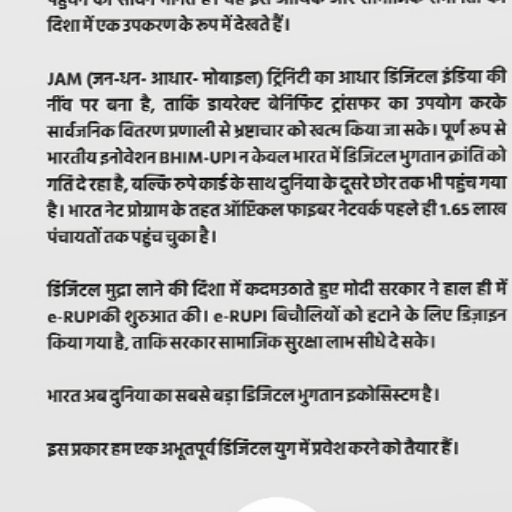 दिशा में एक उपकरण के रूप में देखते हैं।
JAM (जन-धन- आधार- मोबाइल) ट्रिनिटी का आधार डिजिटल इंडिया की
नींव पर बना है, ताकि डायरेक्ट बेनिफिट ट्रांसफर का उपयोग करके
सार्वजनिक वितरण प्रणाली से भ्रष्टाचार को खत्म किया जा सके। पूर्ण रूप से
भारतीय इनोवेशन BHIM-UPI न केवल भारत में डिजिटल भुगतान क्रांति को
गति दे रहा है, बल्कि रुपे कार्ड के साथ दुनिया के दूसरे छोर तक भी पहुंच गया
है। भारत नेट प्रोग्राम के तहत ऑप्टिकल फाइबर नेटवर्क पहले ही 1.65 लाख
पंचायतों तक पहुंच चुका है।
डिजिटल मुद्रा लाने की दिशा में कदमउठाते हुए मोदी सरकार ने हाल ही में
e-RUPIकी शुरुआत की। e-RUPI बिचौलियों को हटाने के लिए डिज़ाइन
किया गया है, ताकि सरकार सामाजिक सुरक्षा लाभ सीधे दे सके।
भारत अब दुनिया का सबसे बड़ा डिजिटल भुगतान इकोसिस्टम है।
इस प्रकार हम एक अभूतपूर्व डिजिटल युग में प्रवेश करने को तैयार हैं।